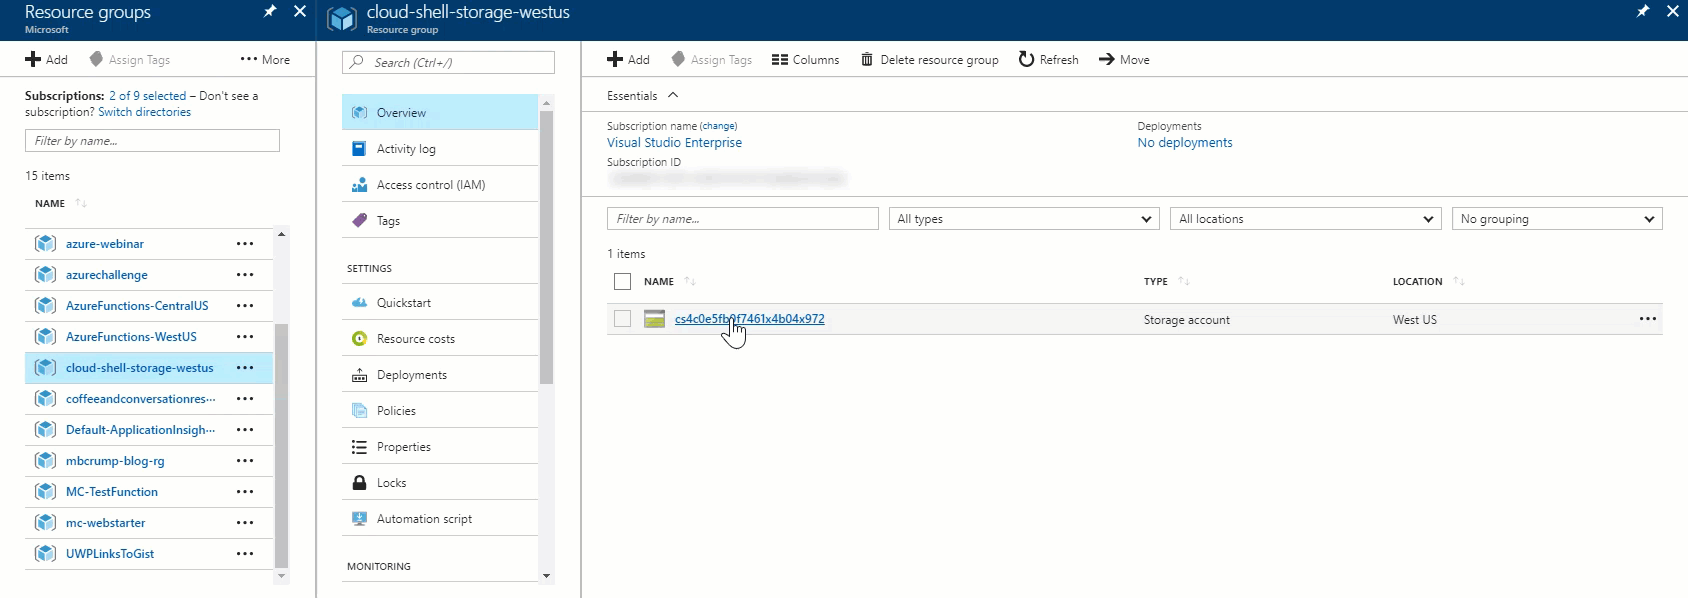 Resource groups
Microsoft
Add
Assign Tags
More
Subscriptions: 2 of 9 selected – Don't see a
subscription? Switch directories
Filter by name...
15 items
NAME
azure-webinar
azurechallenge
AzureFunctions-CentralUS
AzureFunctions-WestUS
cloud-shell-storage-westus
coffeeandconversationres···
Default-ApplicationInsigh···
mbcrump-blog-rg
MC-TestFunction
mc-webstarter
UWPLinksToGist
cloud-shell-storage-westus
Resource group
Search (Ctrl+/)
Overview
Activity log
Access control (IAM)
Tags
SETTINGS
Quickstart
Resource costs
Deployments
Policies
Properties
Locks
Automation script
MONITORING
Add
Assign Tags
Columns
Delete resource group
Refresh
Move
Essentials
Subscription name (change)
Visual Studio Enterprise
Subscription ID
Deployments
No deployments
Filter by name...
All types
All locations
No grouping
1 items
NAME
TYPE
LOCATION
cs4c0e5fb0f7461x4b04x972
Storage account
West US